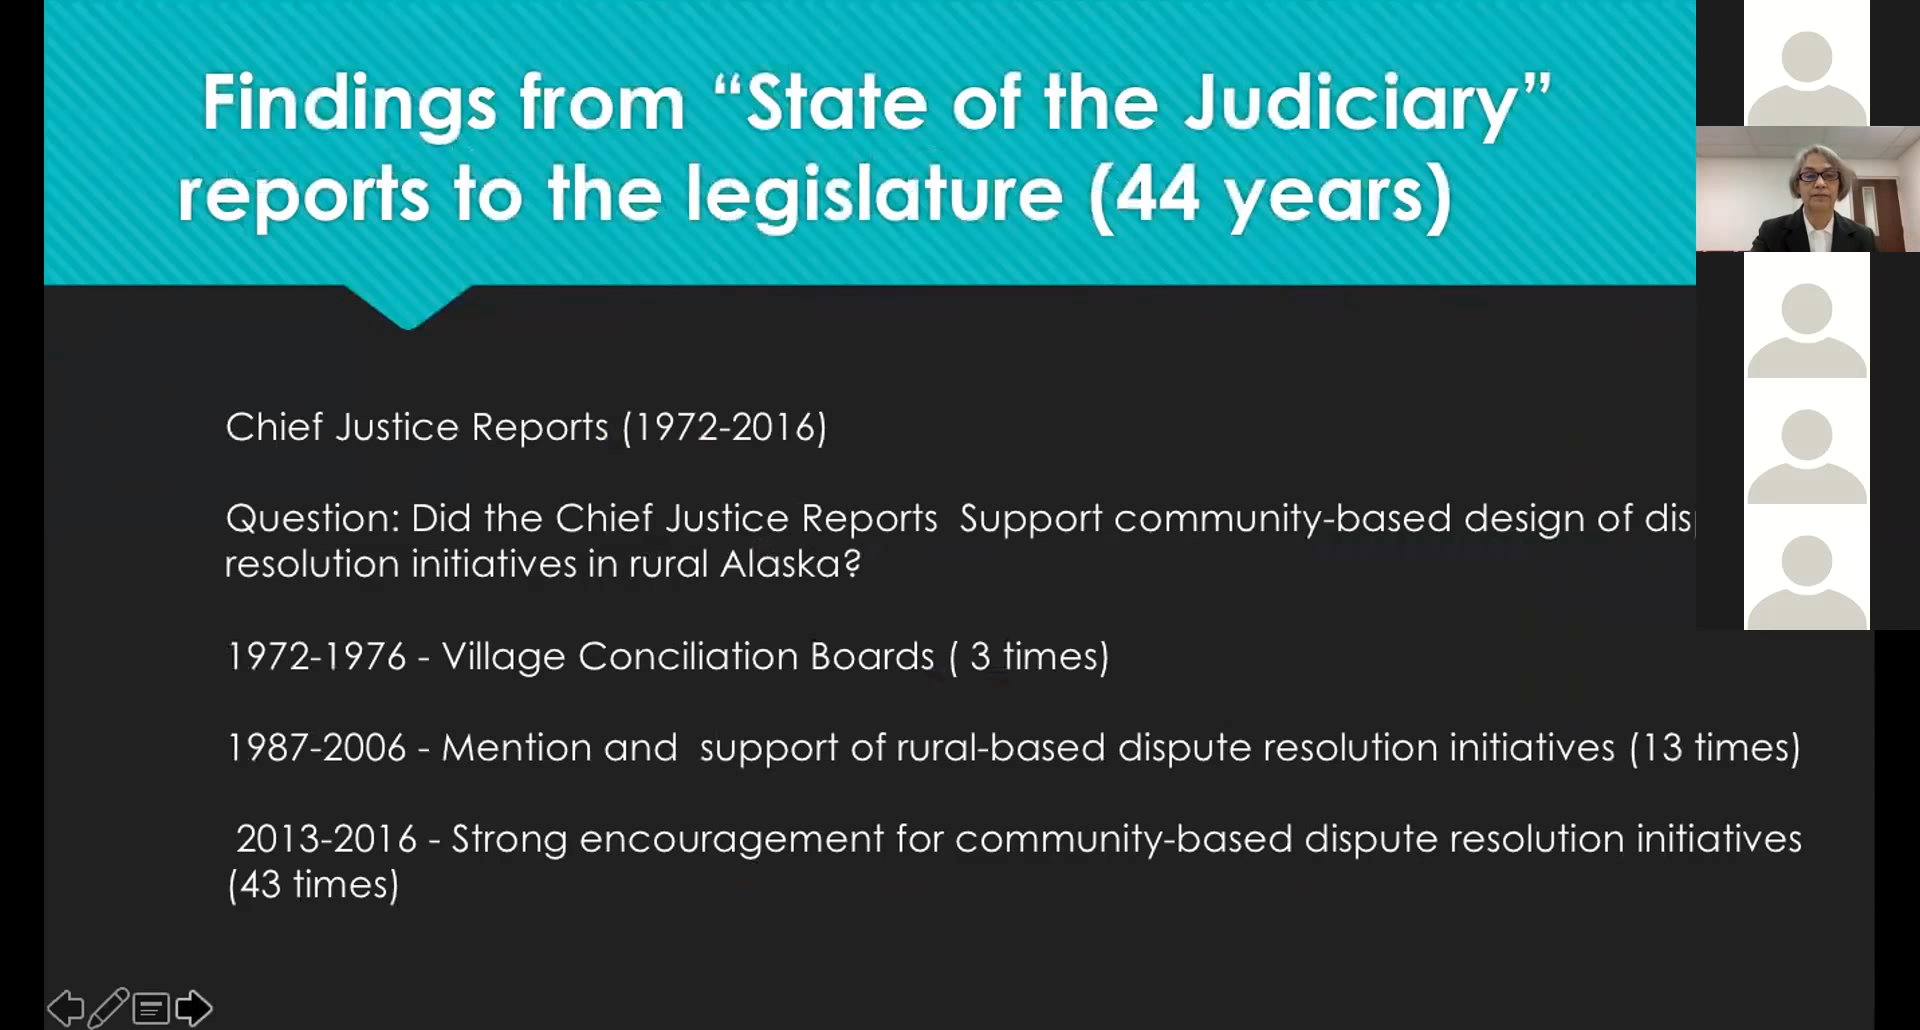 Findings from “State of the Judiciary”
reports to the legislature (44 years)
Chief Justice Reports (1972-2016)
Question: Did the Chief Justice Reports  Support community-based design of
resolution initiatives in rural Alaska?
1972-1976 - Village Conciliation Boards ( 3 times)
1987-2006 - Mention and  support of rural-based dispute resolution initiatives (13 times)
2013-2016 - Strong encouragement for community-based dispute resolution initiatives
(43 times)